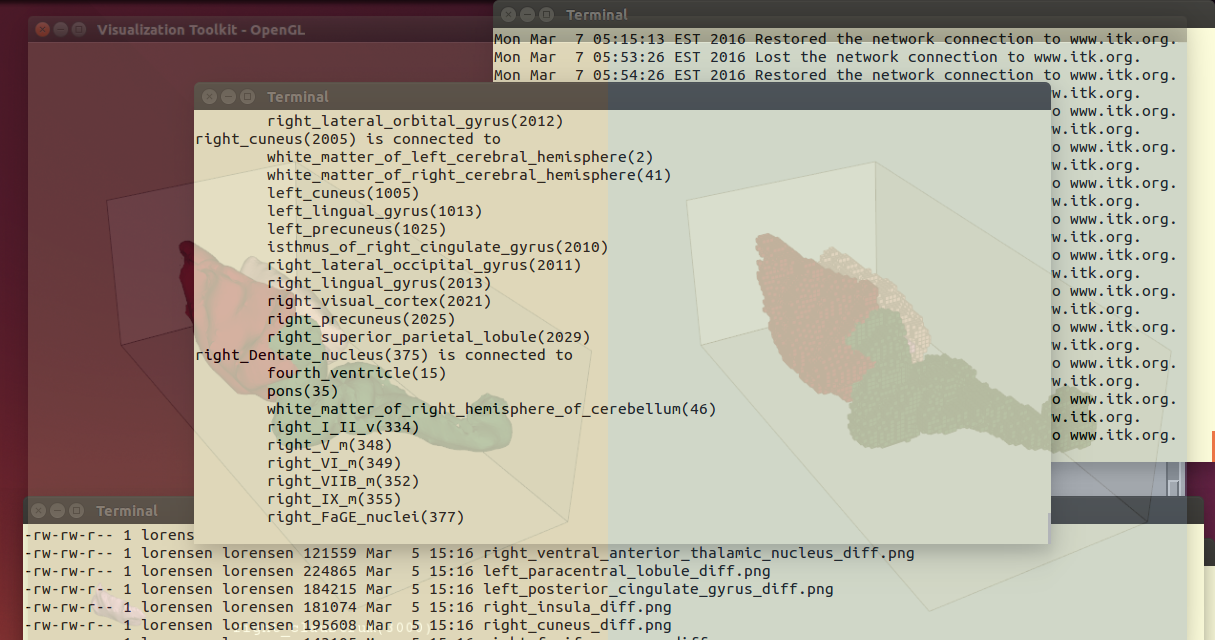 Visualization Toolkit - OpenGL
Terminal
Mon Mar  7 05:15:13 EST 2016 Restored the network connection to www.itk.org.
Mon Mar  7 05:53:26 EST 2016 Lost the network connection to www.itk.org.
Mon Mar  7 05:54:26 EST 2016 Restored the network connection to www.itk.org.
w.itk.org.
o www.itk.org.
w.itk.org.
o www.itk.org.
w.itk.org.
o www.itk.org.
w.itk.org.
o www.itk.org.
w.itk.org.
o www.itk.org.
w.itk.org.
o www.itk.org.
w.itk.org.
o www.itk.org.
w.itk.org.
o www.itk.org.
w.itk.org.
o www.itk.org.
w.itk.org.
o www.itk.org.
Terminal
right_lateral_orbital_gyrus(2012)
right_cuneus(2005) is connected to
white_matter_of_left_cerebral_hemisphere(2)
white_matter_of_right_cerebral_hemisphere(41)
left_cuneus(1005)
left_lingual_gyrus(1013)
left_precuneus(1025)
isthmus_of_right_cingulate_gyrus(2010)
right_lateral_occipital_gyrus(2011)
right_lingual_gyrus(2013)
right_visual_cortex(2021)
right_precuneus(2025)
right_superior_parietal_lobule(2029)
right_Dentate_nucleus(375) is connected to
fourth_ventricle(15)
pons(35)
white_matter_of_right_hemisphere_of_cerebellum(46)
right_I_II_v(334)
right_V_m(348)
right_VI_m(349)
right_VIIB_m(352)
right_IX_m(355)
right_FaGE_nuclei(377)
Terminal
-rw-rw-r-- 1 lorens
-rw-rw-r-- 1 lorensen lorensen 121559 Mar  5 15:16 right_ventral_anterior_thalamic_nucleus_diff.png
-rw-rw-r-- 1 lorensen lorensen 224865 Mar  5 15:16 left_paracentral_lobule_diff.png
-rw-rw-r-- 1 lorensen lorensen 184215 Mar  5 15:16 left_posterior_cingulate_gyrus_diff.png
-rw-rw-r-- 1 lorensen lorensen 181074 Mar  5 15:16 right_insula_diff.png
-rw-rw-r-- 1 lorensen lorensen 195608 Mar  5 15:16 right_cuneus_diff.png